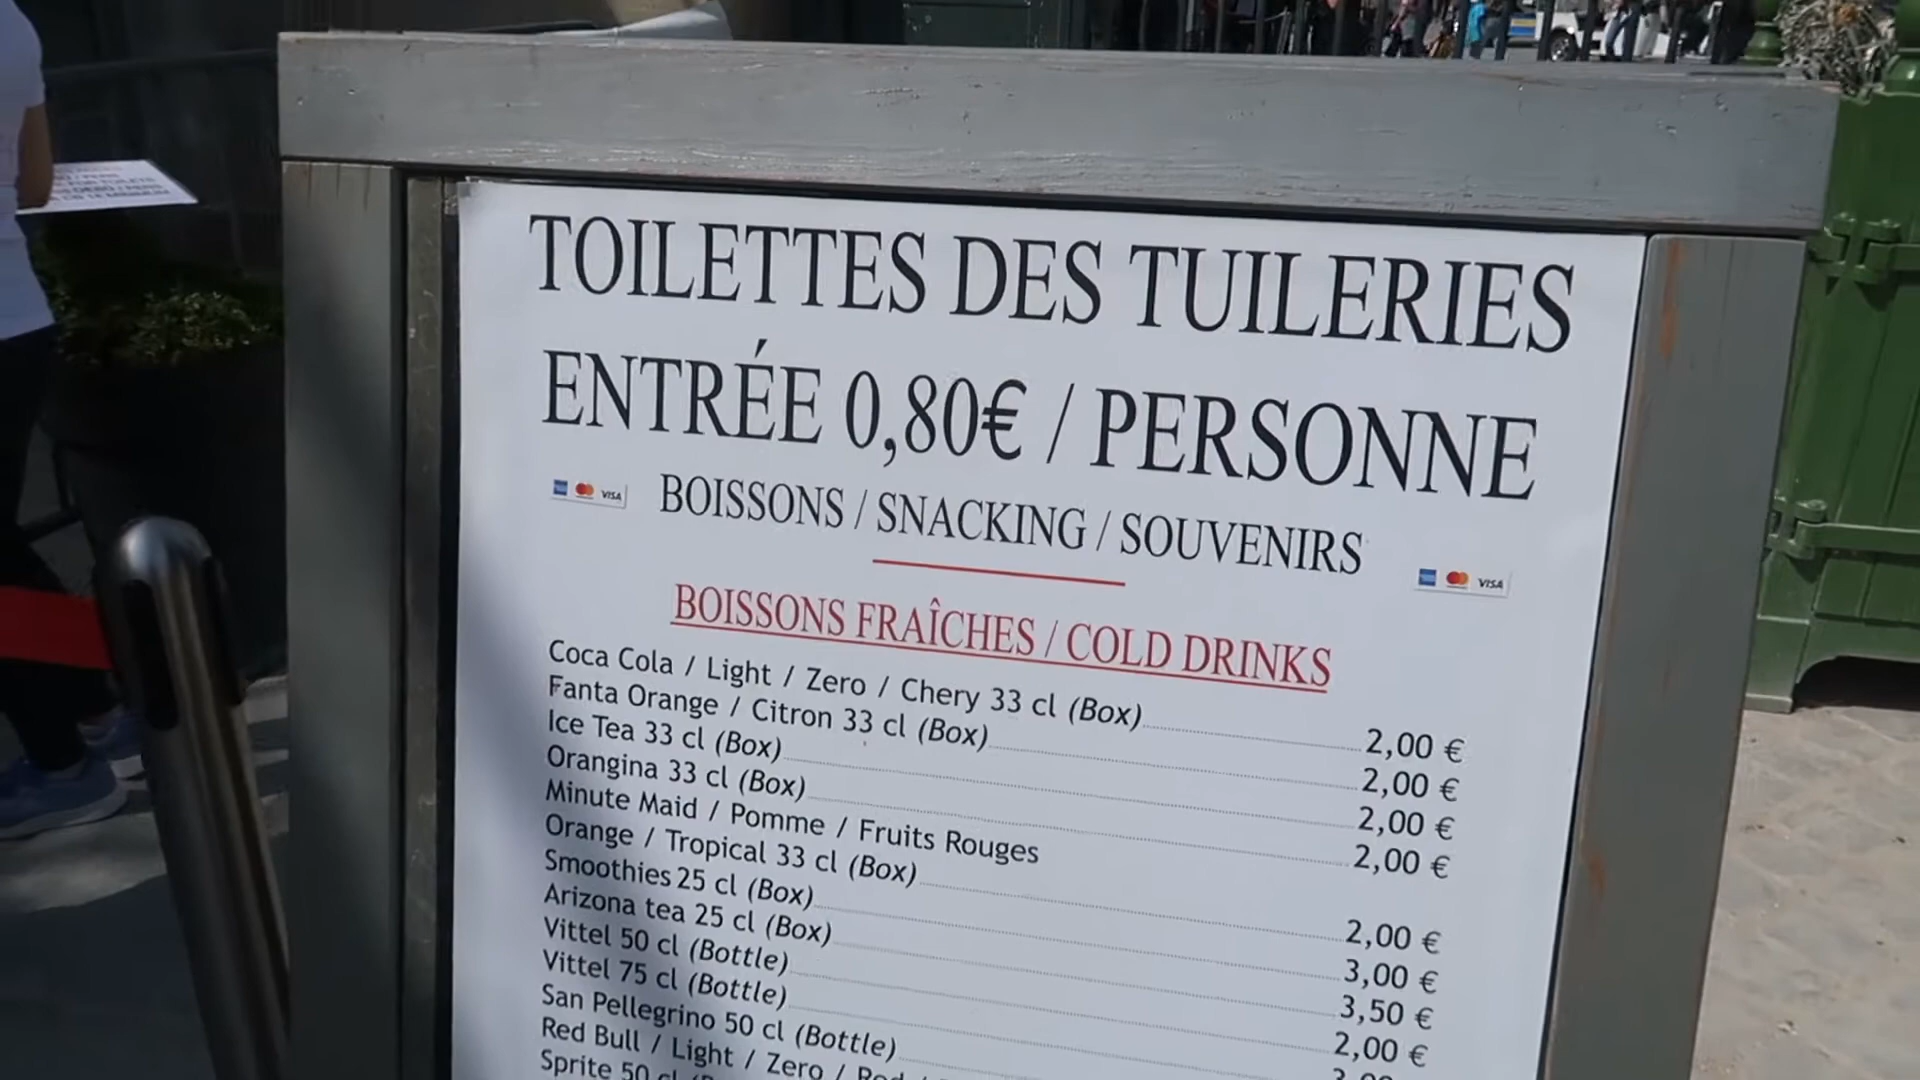 TOILETTES DES TUILERIES
ENTRÉE 0,80€ / PERSONNE
VISA BOISSONS / SNACKING / SOUVENIRS VISA
BOISSONS FRAÎCHES / COLD DRINKS
Coca Cola / Light / Zero / Chery 33 cl (Box) 2,00 €
Fanta Orange / Citron 33 cl (Box) 2,00 €
Ice Tea 33 cl (Box) 2,00 €
Orangina 33 cl (Box) 2,00 €
Minute Maid / Pomme / Fruits Rouges
Orange / Tropical 33 cl (Box) 2,00 €
Smoothies 25 cl (Box) 3,00 €
Arizona tea 25 cl (Box) 3,50 €
Vittel 50 cl (Bottle) 2,00 €
Vittel 75 cl (Bottle)
San Pellegrino 50 cl (Bottle)
Red Bull / Light / Zero /
Sprite 50 cl